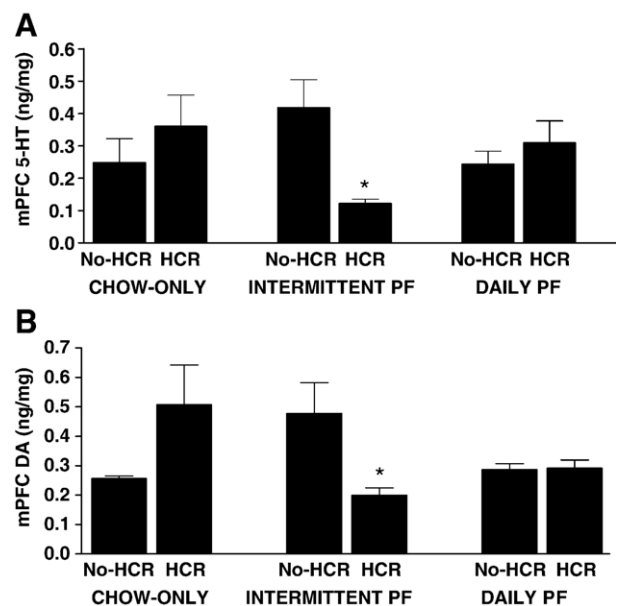 A
mPFC 5-HT (ng/mg)
0.6
0.5
0.4
0.3
0.2
0.1
0.0
*
No-HCR HCR No-HCR HCR No-HCR HCR
CHOW-ONLY INTERMITTENT PF DAILY PF
B
mPFC DA (ng/mg)
0.7
0.6
0.5
0.4
0.3
0.2
0.1
0.0
*
No-HCR HCR No-HCR HCR No-HCR HCR
CHOW-ONLY INTERMITTENT PF DAILY PF